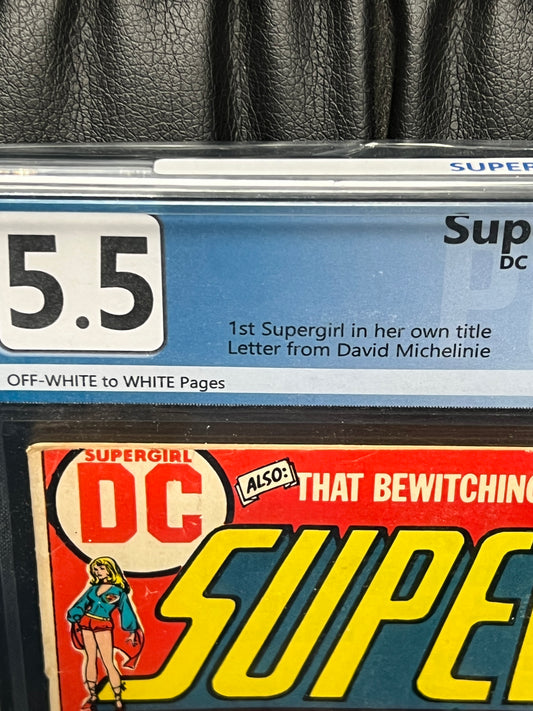 SUPER
5.5
Sup
DC
P
1st Supergirl in her own title
Letter from David Michelinie
OFF-WHITE to WHITE Pages
SUPERGIRL
DC
ALSO:
THAT BEWITCHING
SUPE